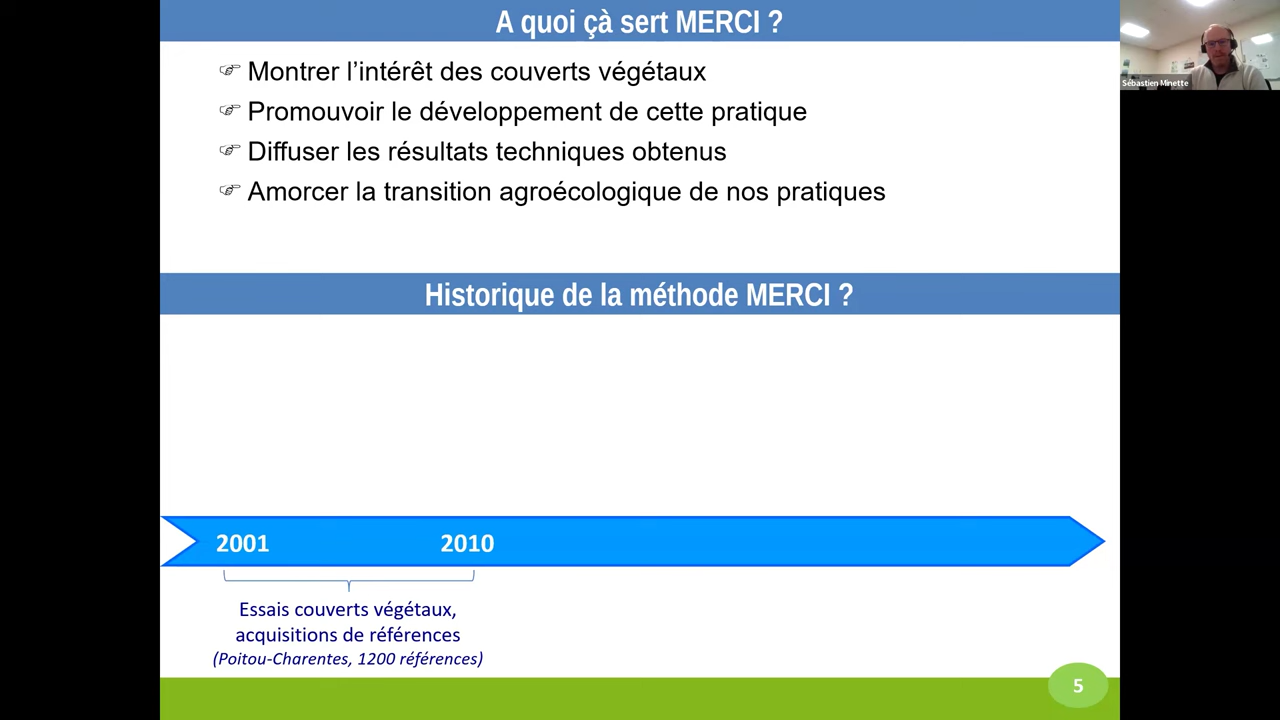 A quoi çà sert MERCI ?
Sébastien Minette
Montrer l'intérêt des couverts végétaux
Promouvoir le développement de cette pratique
Diffuser les résultats techniques obtenus
Amorcer la transition agroécologique de nos pratiques
Historique de la méthode MERCI ?
2001 2010
Essais couverts végétaux,
acquisitions de références
(Poitou-Charentes, 1200 références)
5